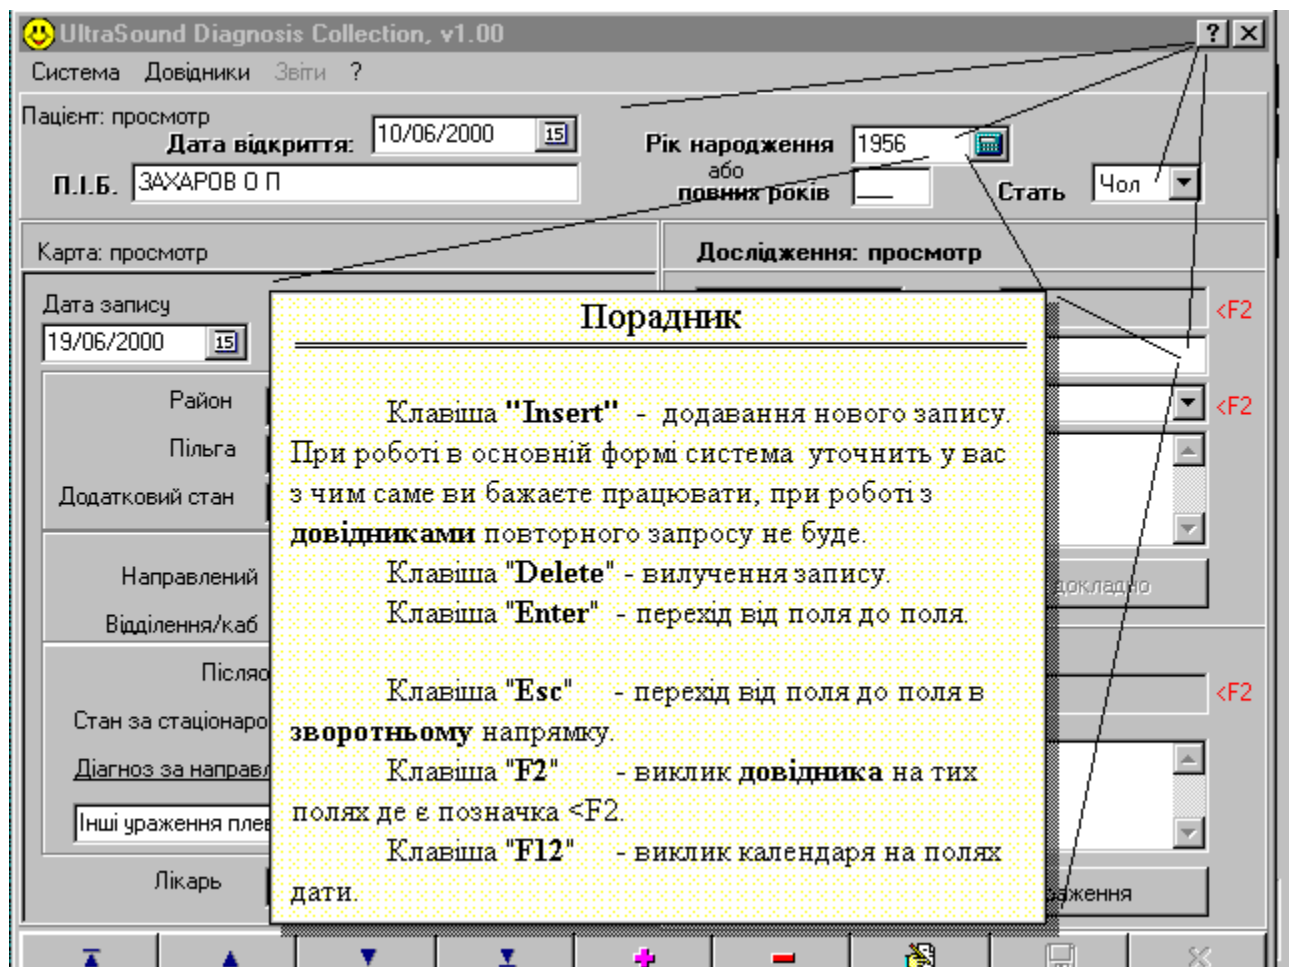 UltraSound Diagnosis Collection, v1.00
Система Довідники Звіти ?
Пацієнт: просмотр
Дата відкриття: 10/06/2000 15
Рік народження 1956
або
П.І.Б. ЗАХАРОВ О П
повних років
Стать Чол
Карта: просмотр
Дослідження: просмотр
Дата запису
<F2
19/06/2000 15
Порадник
Район
<F2
Клавіша "Insert" - додавання нового запису.
Пільга
При роботі в основній формі система уточнить у вас
Додатковий стан
з чим саме ви бажаєте працювати, при роботі з
довідниками повторного запросу не буде.
Направлений
Клавіша "Delete" - вилучення запису.
Відділення/каб
Клавіша "Enter" - перехід від поля до поля.
Клавіша "Esc" - перехід від поля до поля в
<F2
Стан за
зворотньому напрямку.
Діагноз за
Клавіша "F2" - виклик довідника на тих
полях де є позначка <F2.
Інші ураження
Клавіша "F12" - виклик календаря на полях
Лікарь
дати.